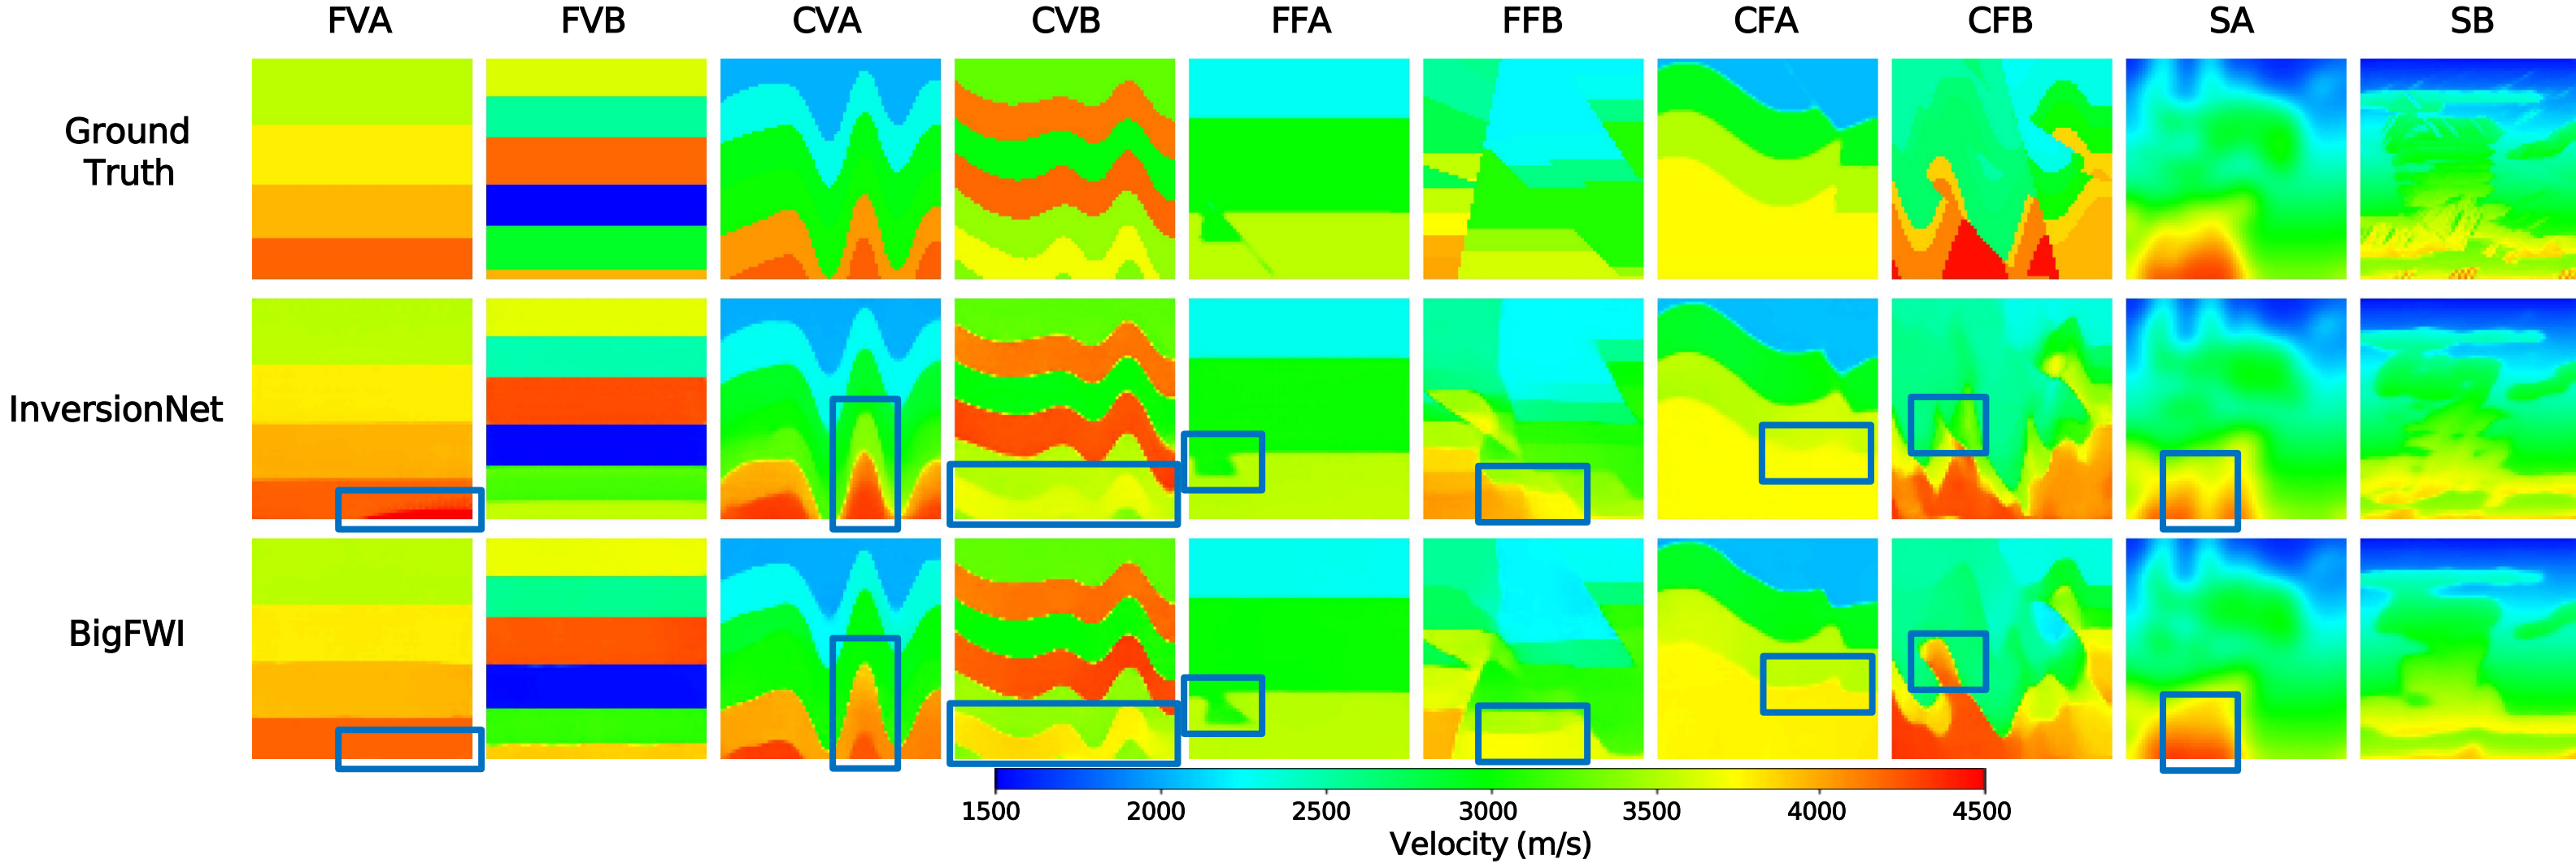 FVA FVB CVA CVB FFA FFB CFA CFB SA SB
Ground
Truth
InversionNet
BigFWI
1500 2000 2500 3000 3500 4000 4500
Velocity (m/s)